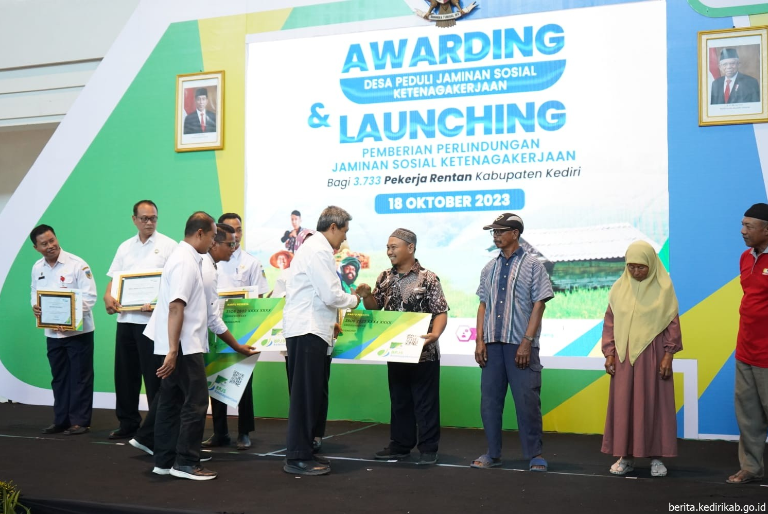 AWARDING
DESA PEDULI JAMINAN SOSIAL
KETENAGAKERJAAN
& LAUNCHING
PEMBERIAN PERLINDUNGAN
JAMINAN SOSIAL KETENAGAKERJAAN
Bagi 3.733 Pekerja Rentan Kabupaten Kediri
18 OKTOBER 2023
berita.kedirikab.go.id